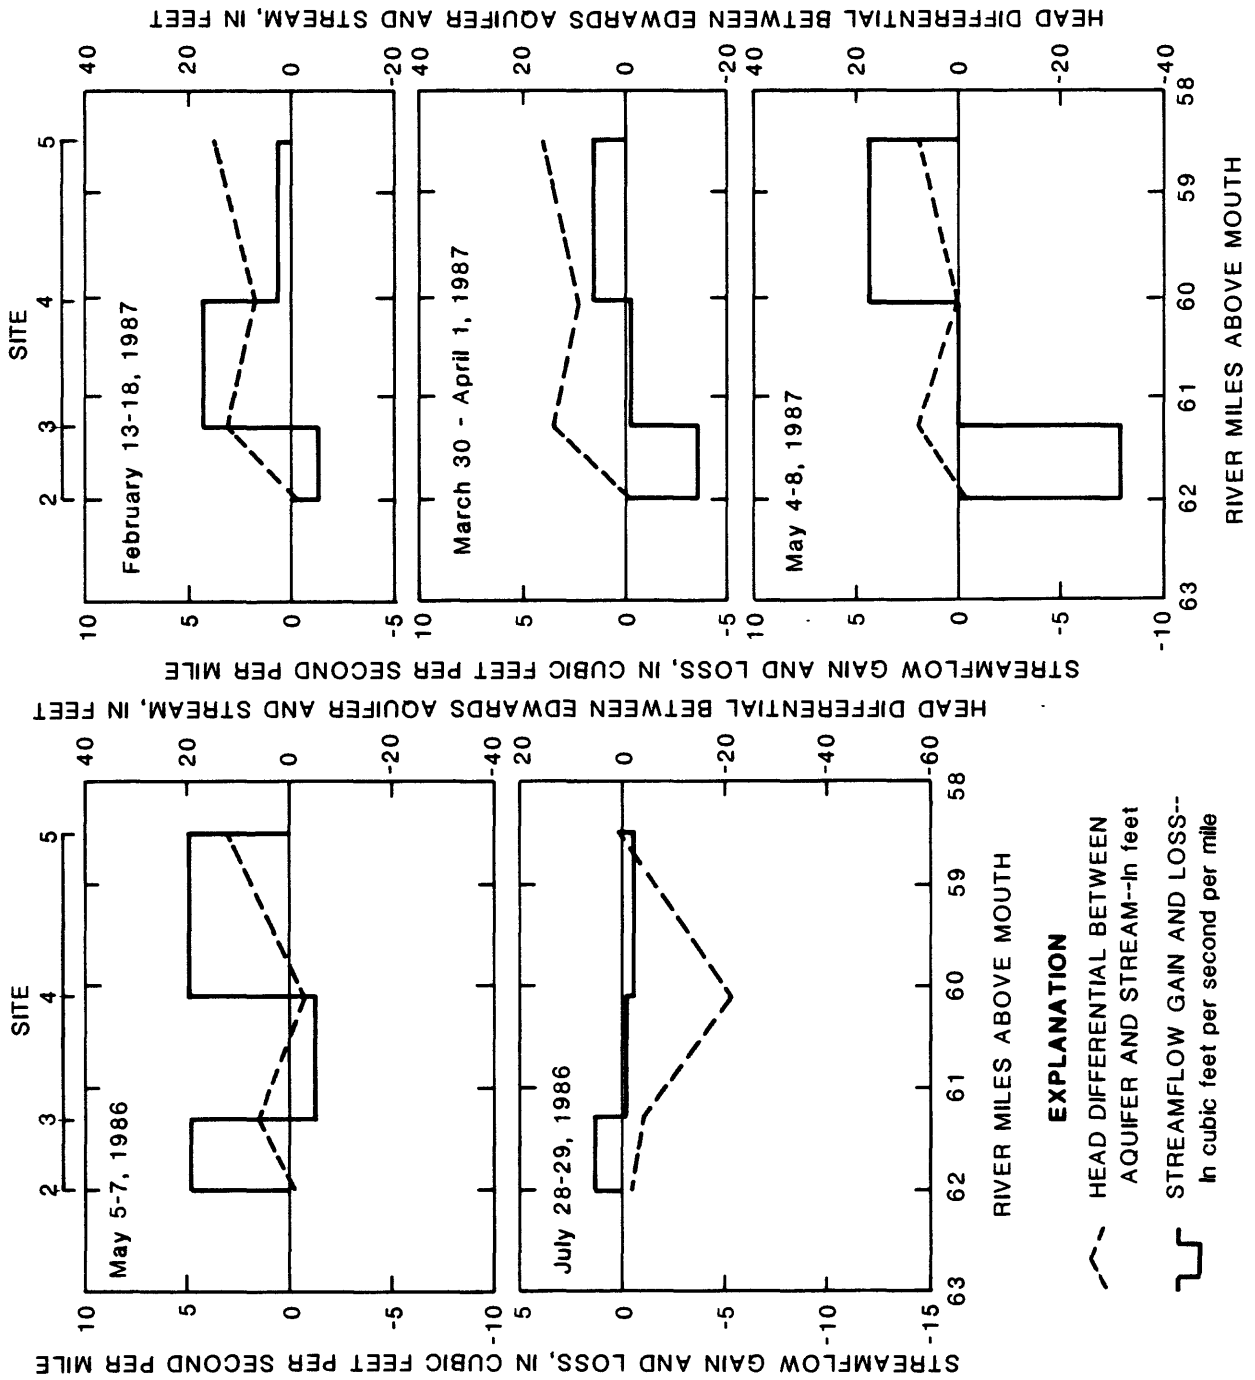 SITE
2 3 4 5
May 5-7, 1986
10 5 0 -5 -10
40 20 0 -20 -40
July 28-29, 1986
5 0 -5 -10 -15
20 0 -20 -40 -60
63 62 61 60 59 58
RIVER MILES ABOVE MOUTH
STREAMFLOW GAIN AND LOSS, IN CUBIC FEET PER SECOND PER MILE
HEAD DIFFERENTIAL BETWEEN EDWARDS AQUIFER AND STREAM, IN FEET
SITE
2 3 4 5
February 13-18, 1987
10 5 0 -5
40 20 0 -20
March 30 - April 1, 1987
10 5 0 -5
40 20 0 -20
May 4-8, 1987
10 5 0 -5 -10
40 20 0 -20 -40
63 62 61 60 59 58
RIVER MILES ABOVE MOUTH
STREAMFLOW GAIN AND LOSS, IN CUBIC FEET PER SECOND PER MILE
HEAD DIFFERENTIAL BETWEEN EDWARDS AQUIFER AND STREAM, IN FEET
EXPLANATION
HEAD DIFFERENTIAL BETWEEN
AQUIFER AND STREAM--In feet
STREAMFLOW GAIN AND LOSS--
In cubic feet per second per mile